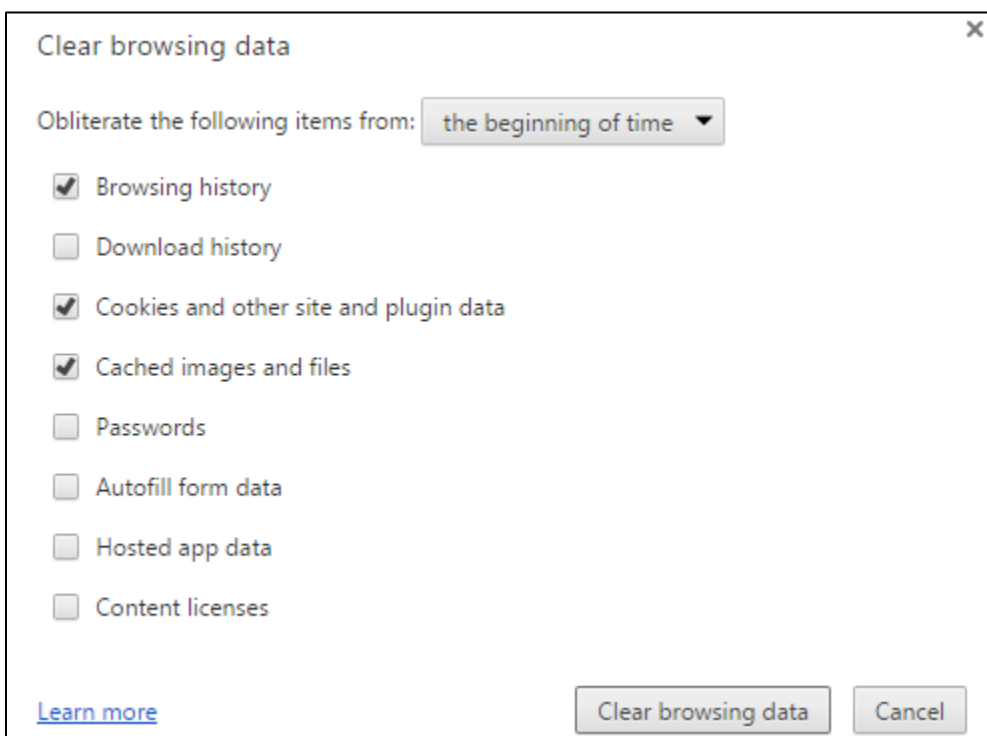 Clear browsing data
Obliterate the following items from: the beginning of time
Browsing history
Download history
Cookies and other site and plugin data
Cached images and files
Passwords
Autofill form data
Hosted app data
Content licenses
Learn more Clear browsing data Cancel